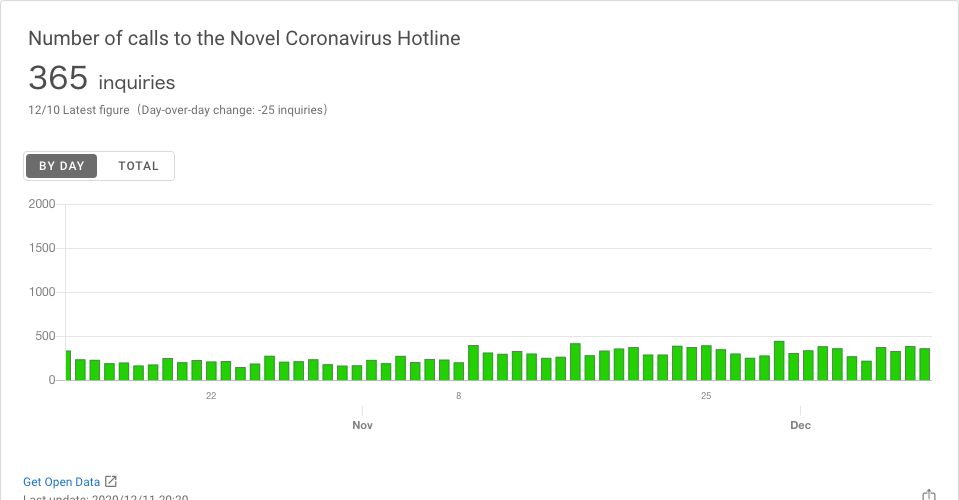 Number of calls to the Novel Coronavirus Hotline
365 inquiries
12/10 Latest figure（Day-over-day change: -25 inquiries）
BY DAY TOTAL
2000
1500
1000
500
0
22 8 25
Nov Dec
Get Open Data
Last update: 2020/12/11 20:20